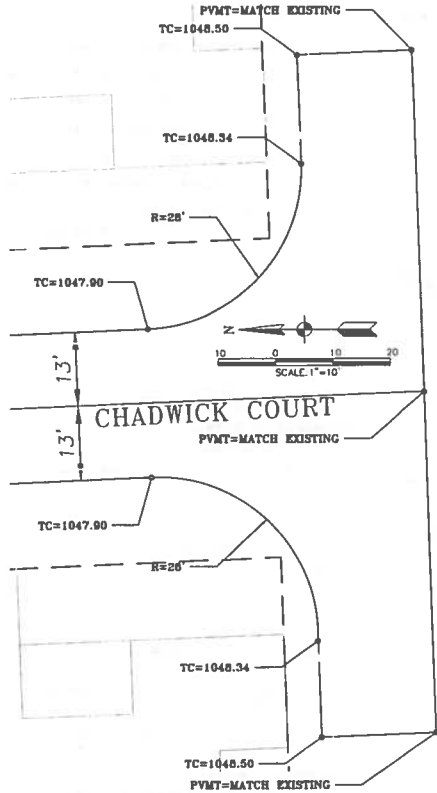 PVMT=MATCH EXISTING
TC=1048.50
TC=1048.34
R=28'
TC=1047.90
N
10 0 10 20
SCALE: 1"=10'
13'
CHADWICK COURT
13'
PVMT=MATCH EXISTING
TC=1047.90
R=28'
TC=1048.34
TC=1048.50
PVMT=MATCH EXISTING